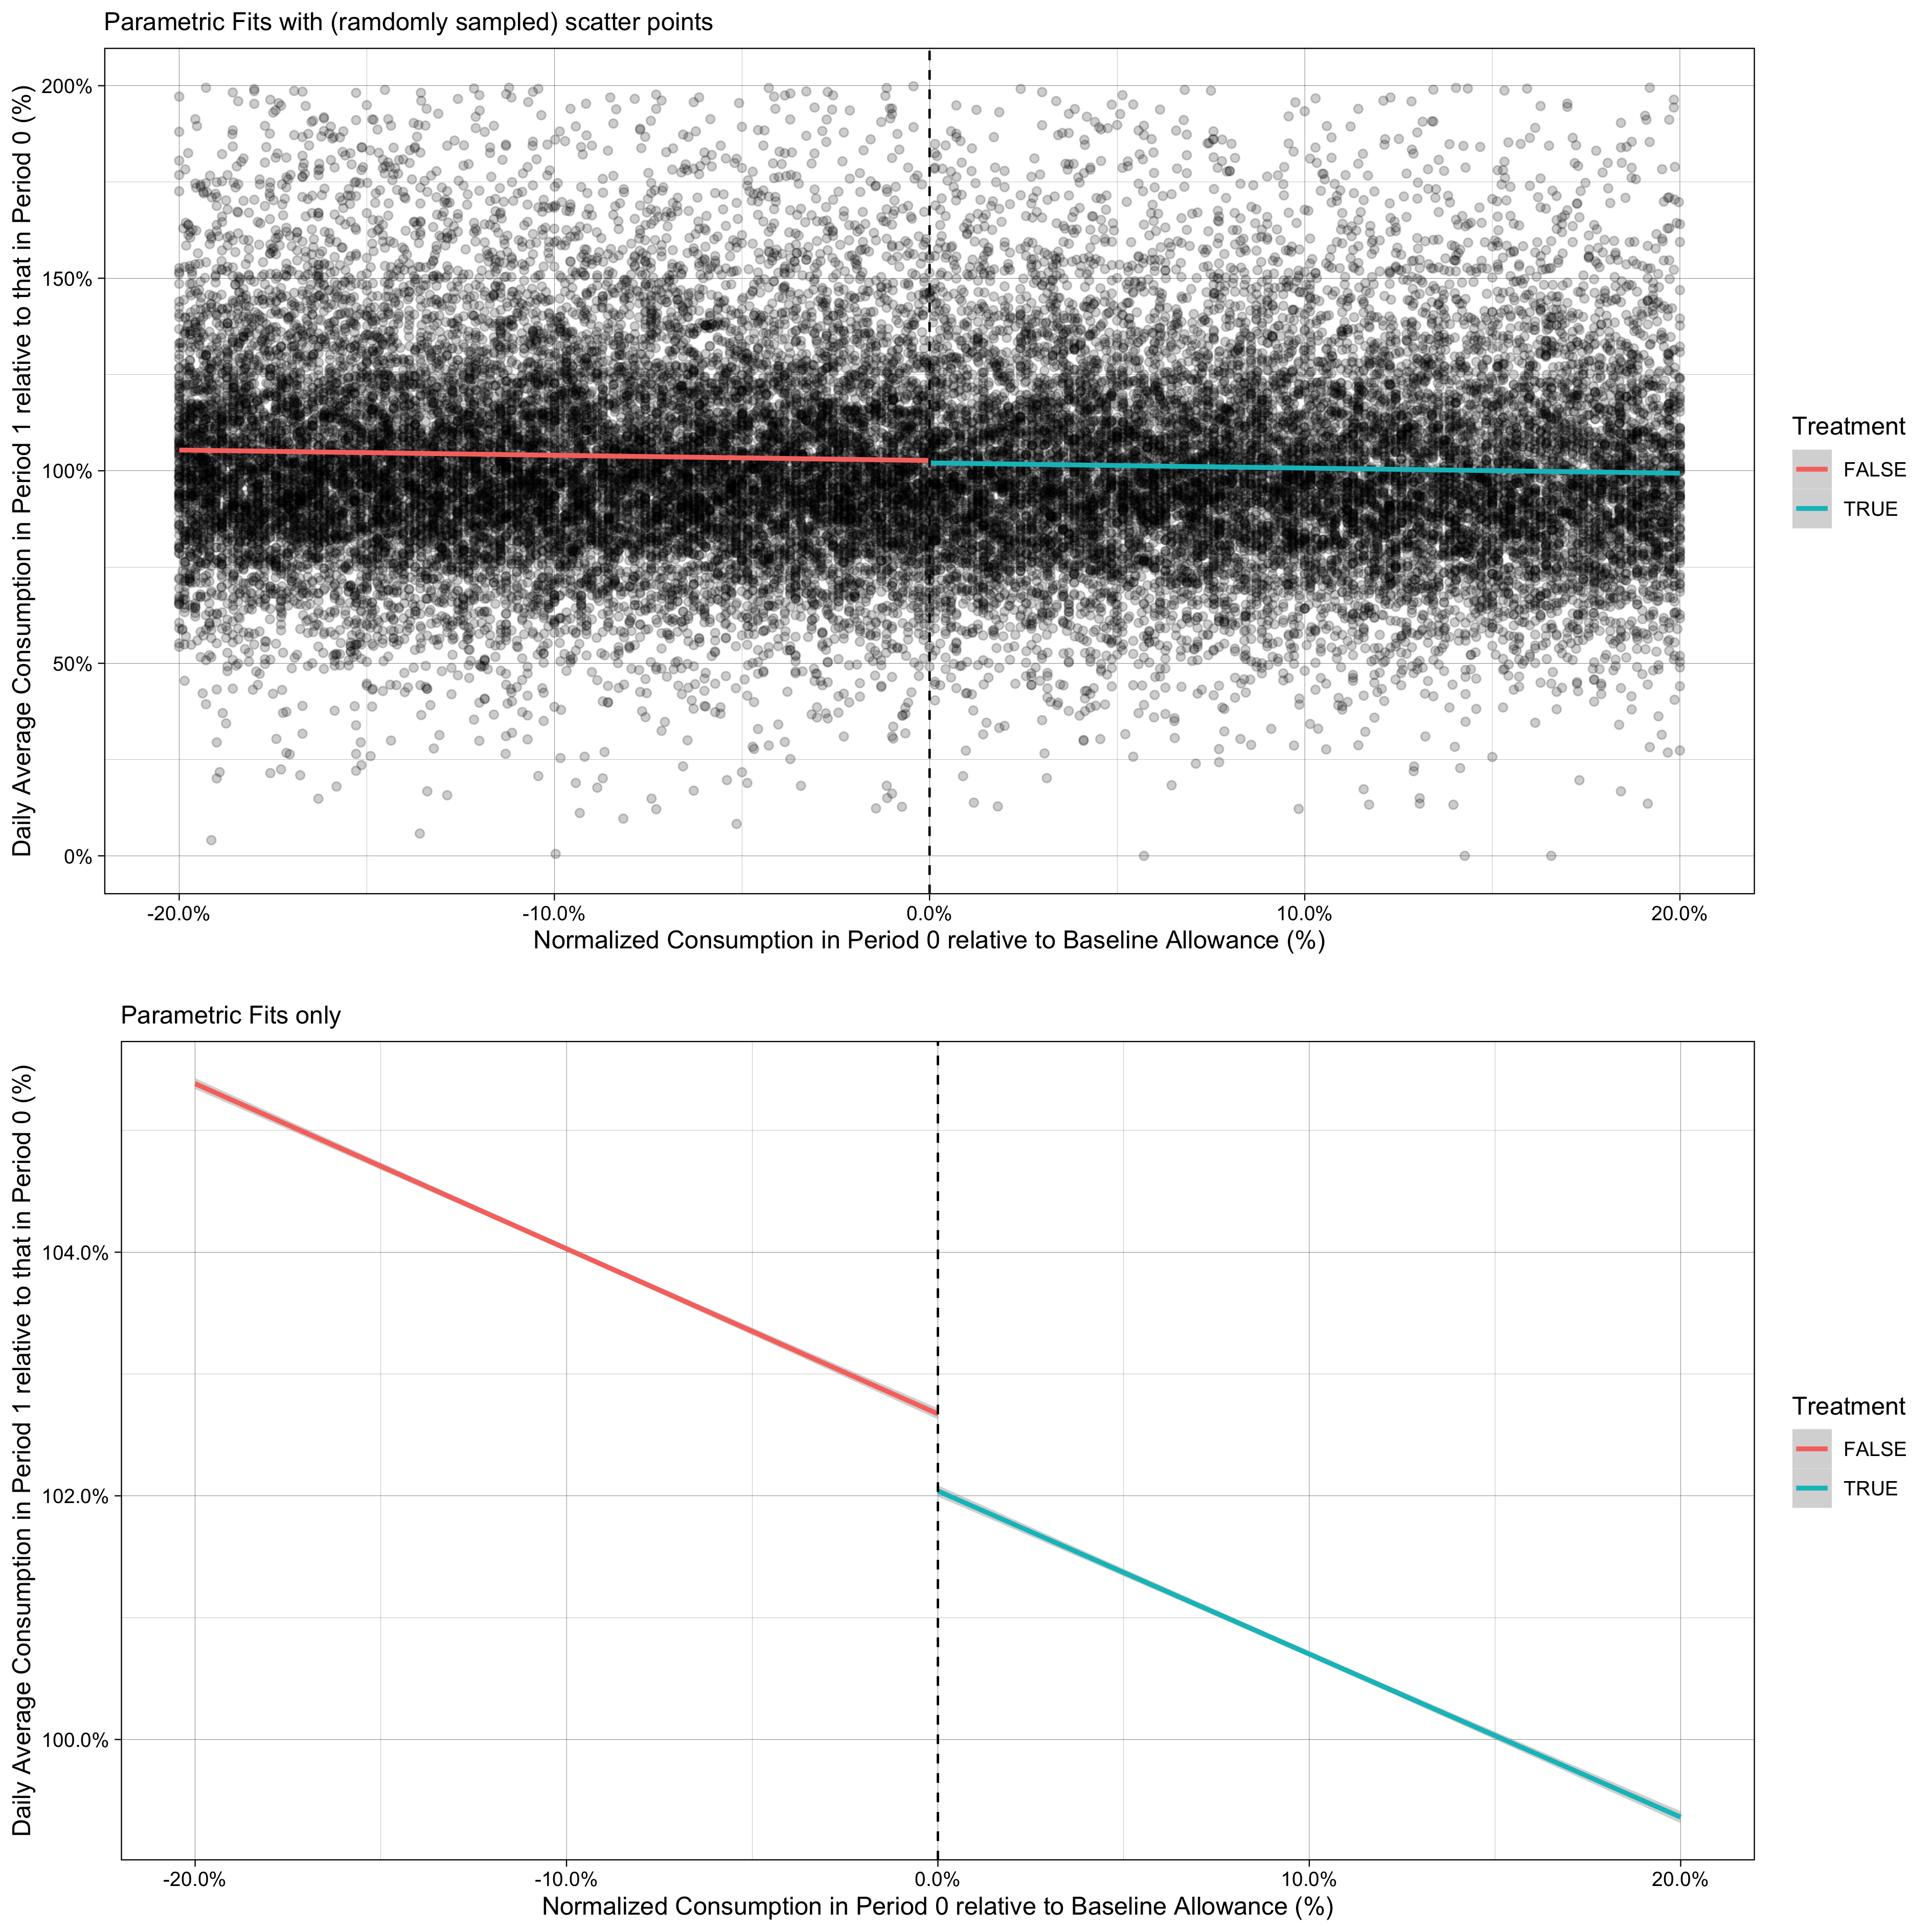 Parametric Fits with (ramdomly sampled) scatter points
Daily Average Consumption in Period 1 relative to that in Period 0 (%)
200%
150%
100%
50%
0%
-20.0%
-10.0%
0.0%
10.0%
20.0%
Normalized Consumption in Period 0 relative to Baseline Allowance (%)
Treatment
FALSE
TRUE
Parametric Fits only
Daily Average Consumption in Period 1 relative to that in Period 0 (%)
104.0%
102.0%
100.0%
-20.0%
-10.0%
0.0%
10.0%
20.0%
Normalized Consumption in Period 0 relative to Baseline Allowance (%)
Treatment
FALSE
TRUE